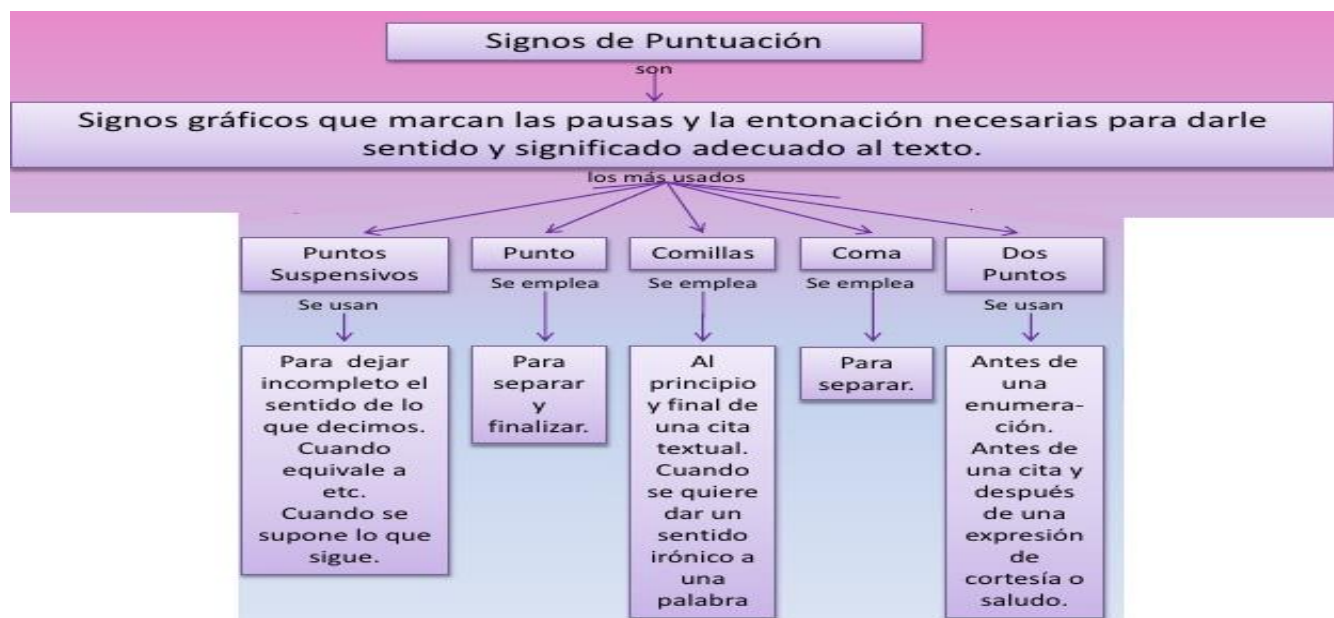 Signos de Puntuación
son
Signos gráficos que marcan las pausas y la entonación necesarias para darle
sentido y significado adecuado al texto.
los más usados
Puntos
Suspensivos
Se usan
Para dejar
incompleto el
sentido de lo
que decimos.
Cuando
equivale a
etc.
Cuando se
supone lo que
sigue.
Punto
Se emplea
Para
separar
y
finalizar.
Comillas
Se emplea
Al
principio
y final de
una cita
textual.
Cuando
se quiere
dar un
sentido
irónico a
una
palabra
Coma
Se emplea
Para
separar.
Dos
Puntos
Se usan
Antes de
una
enumera-
ción.
Antes de
una cita y
después
de una
expresión
de
cortesía o
saludo.